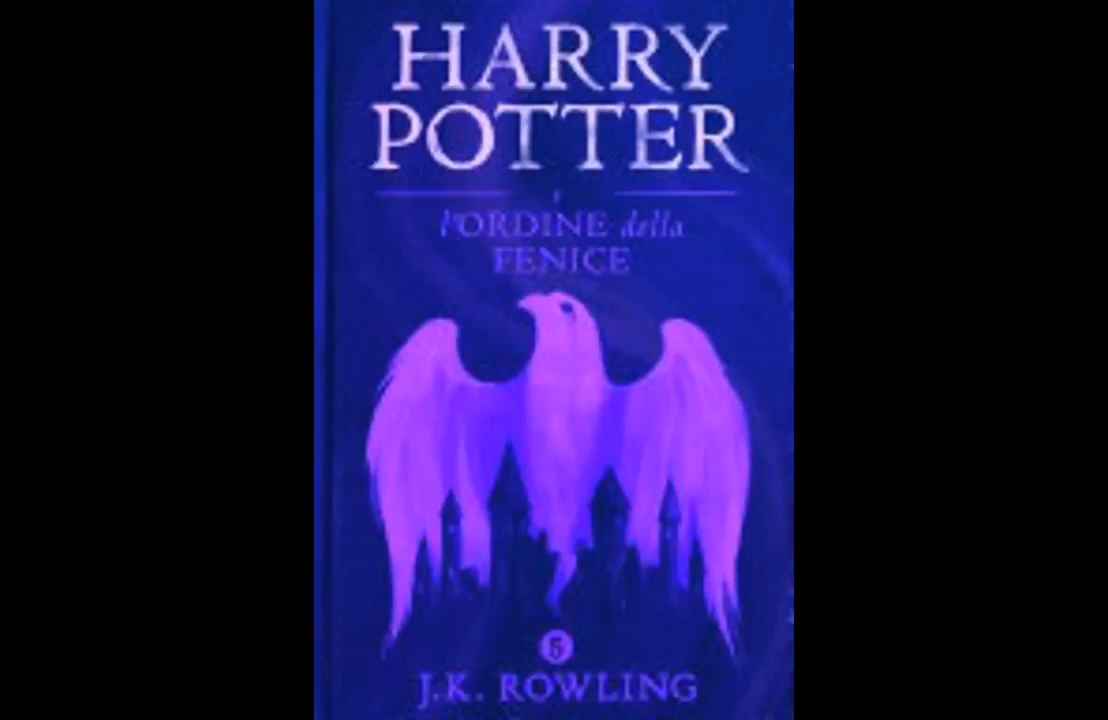 HARRY
POTTER
l'ORDINE della
FENICE
5
J.K. ROWLING